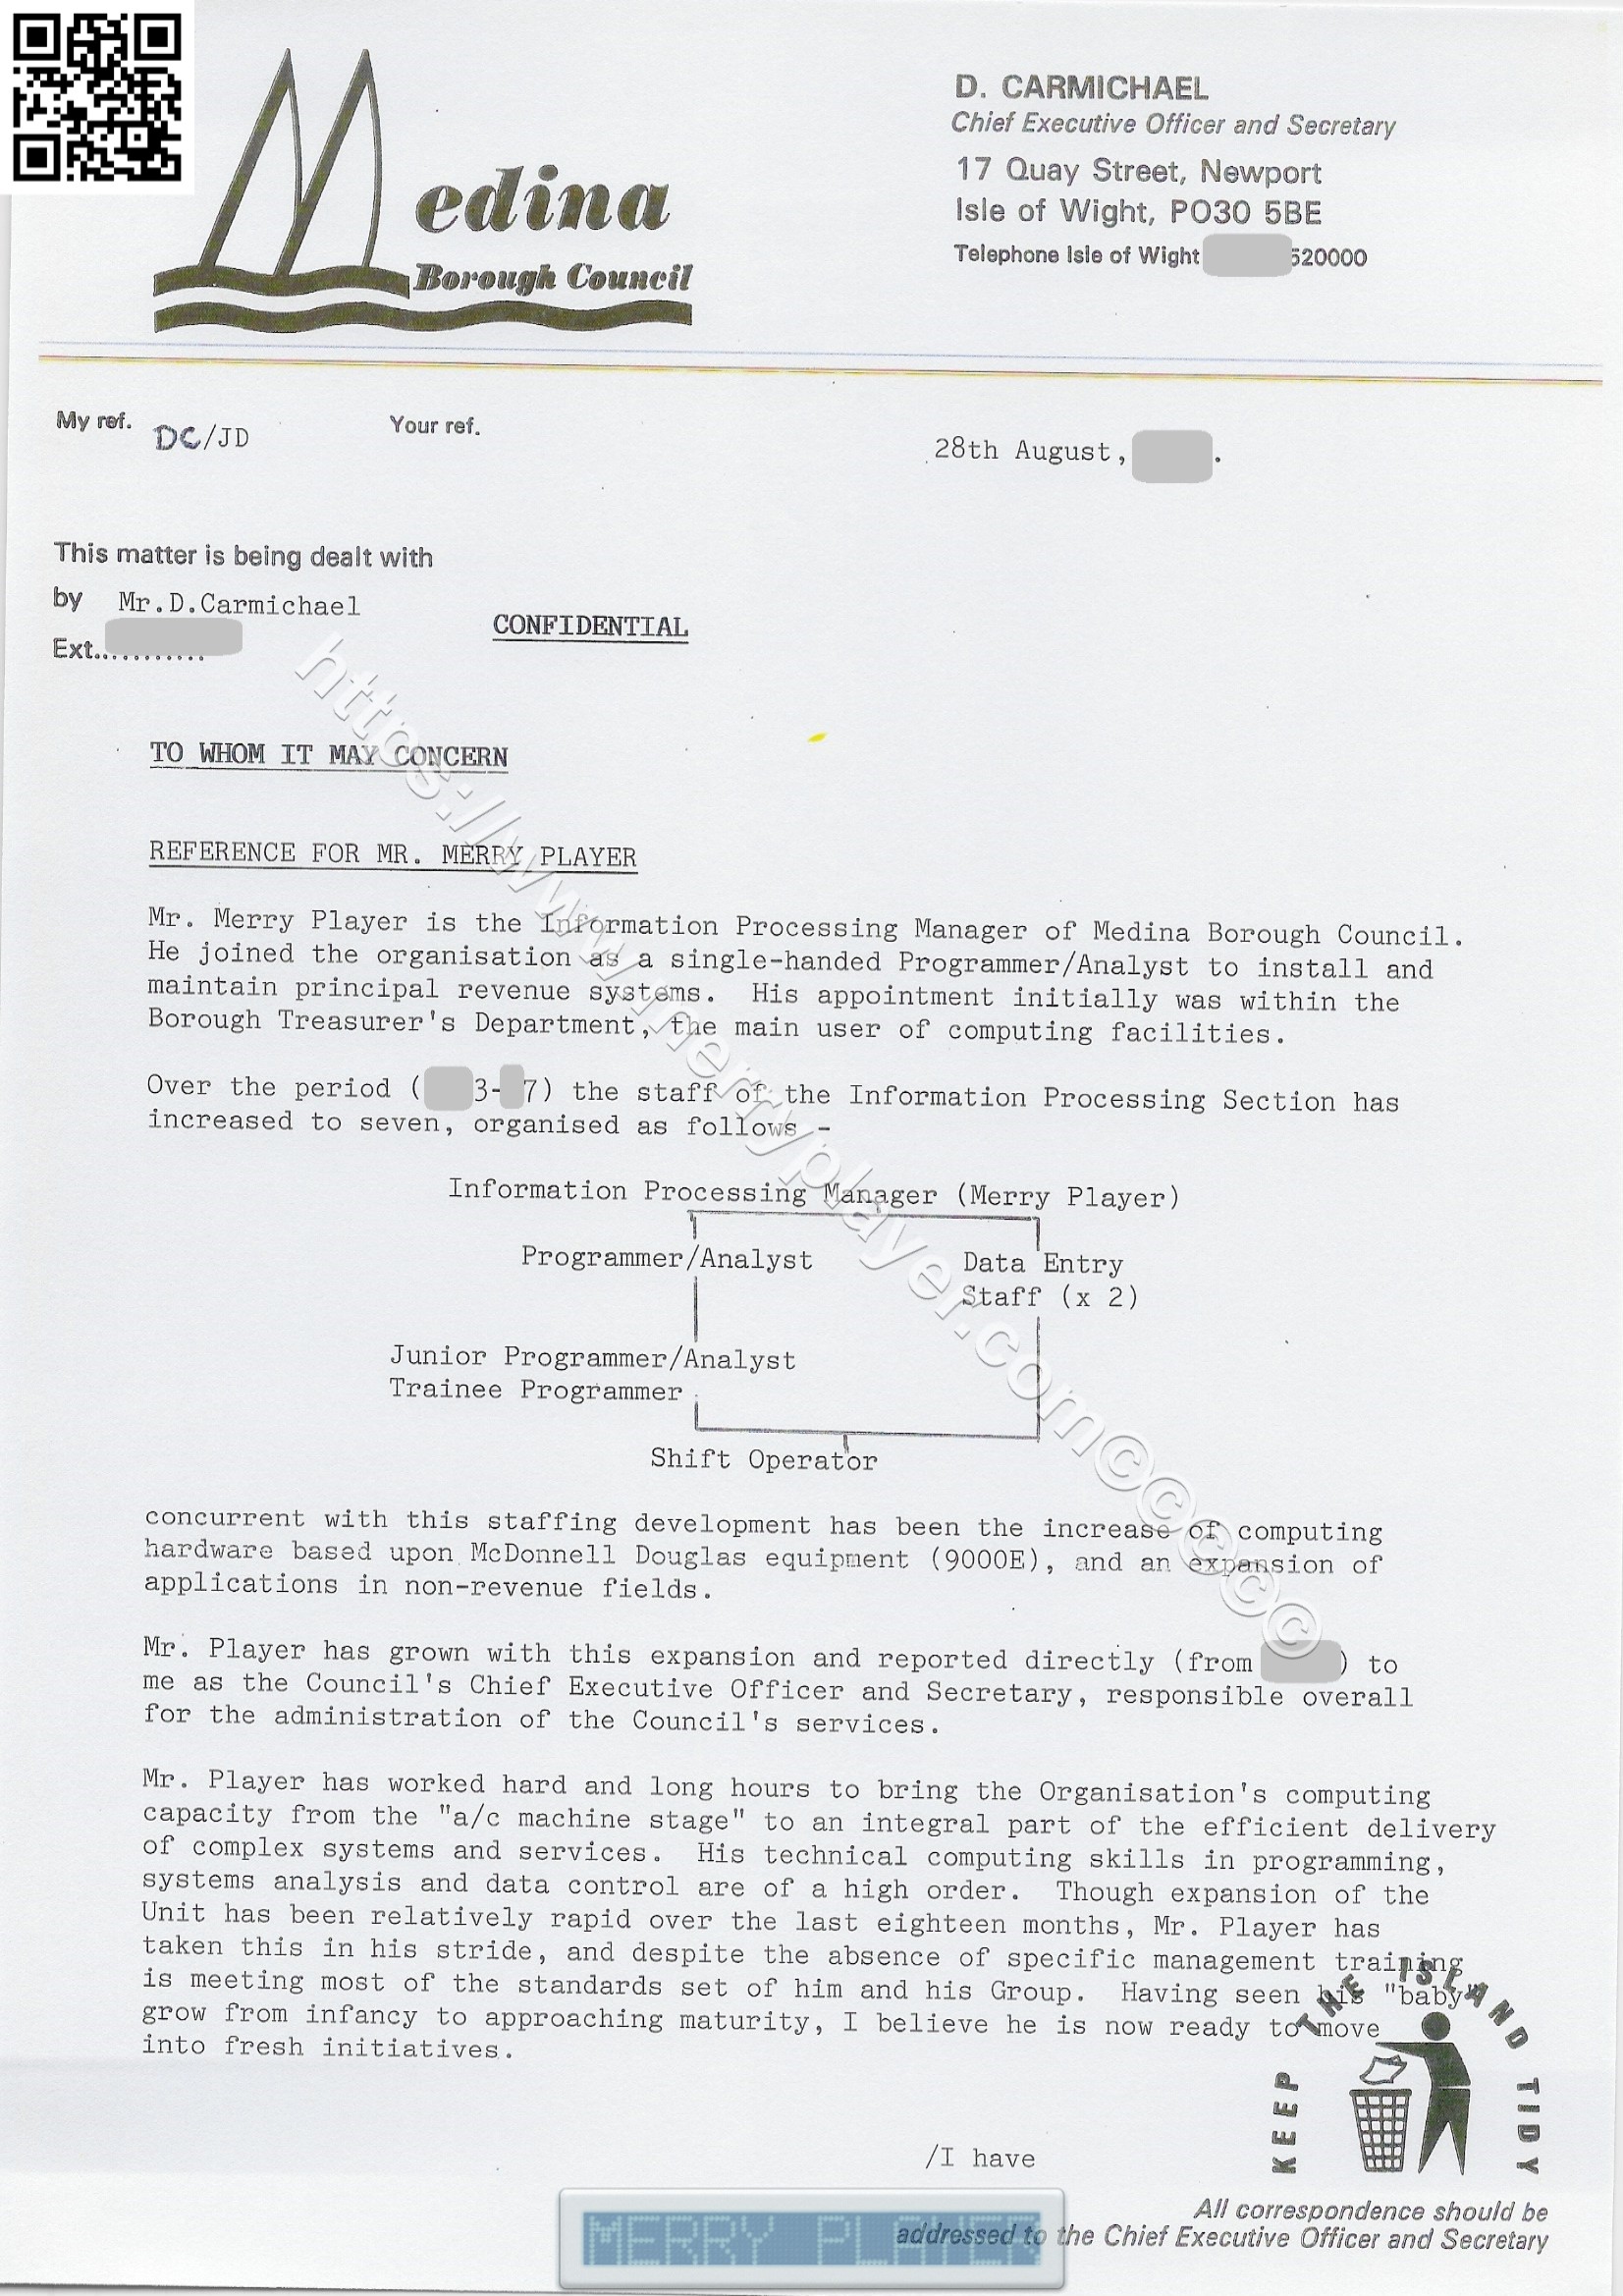 Medina
Borough Council
D. CARMICHAEL
Chief Executive Officer and Secretary
17 Quay Street, Newport
Isle of Wight, PO30 5BE
Telephone Isle of Wight 520000
My ref. DC/JD Your ref.
28th August, .
This matter is being dealt with
by Mr.D.Carmichael
CONFIDENTIAL
Ext...........
TO WHOM IT MAY CONCERN
REFERENCE FOR MR. MERRY PLAYER
Mr. Merry Player is the Information Processing Manager of Medina Borough Council.
He joined the organisation as a single-handed Programmer/Analyst to install and
maintain principal revenue systems. His appointment initially was within the
Borough Treasurer's Department, the main user of computing facilities.
Over the period ( 3- 7) the staff of the Information Processing Section has
increased to seven, organised as follows -
Information Processing Manager (Merry Player)
Programmer/Analyst Data Entry
Staff (x 2)
Junior Programmer/Analyst
Trainee Programmer
Shift Operator
concurrent with this staffing development has been the increase of computing
hardware based upon McDonnell Douglas equipment (9000E), and an expansion of
applications in non-revenue fields.
Mr. Player has grown with this expansion and reported directly (from ) to
me as the Council's Chief Executive Officer and Secretary, responsible overall
for the administration of the Council's services.
Mr. Player has worked hard and long hours to bring the Organisation's computing
capacity from the "a/c machine stage" to an integral part of the efficient delivery
of complex systems and services. His technical computing skills in programming,
systems analysis and data control are of a high order. Though expansion of the
Unit has been relatively rapid over the last eighteen months, Mr. Player has
taken this in his stride, and despite the absence of specific management training
is meeting most of the standards set of him and his Group. Having seen his "baby"
grow from infancy to approaching maturity, I believe he is now ready to move
into fresh initiatives.
/I have
KEEP THE ISLAND TIDY
All correspondence should be
addressed to the Chief Executive Officer and Secretary
MERRY PLAYER
https://www.merryplayer.com©©©©©